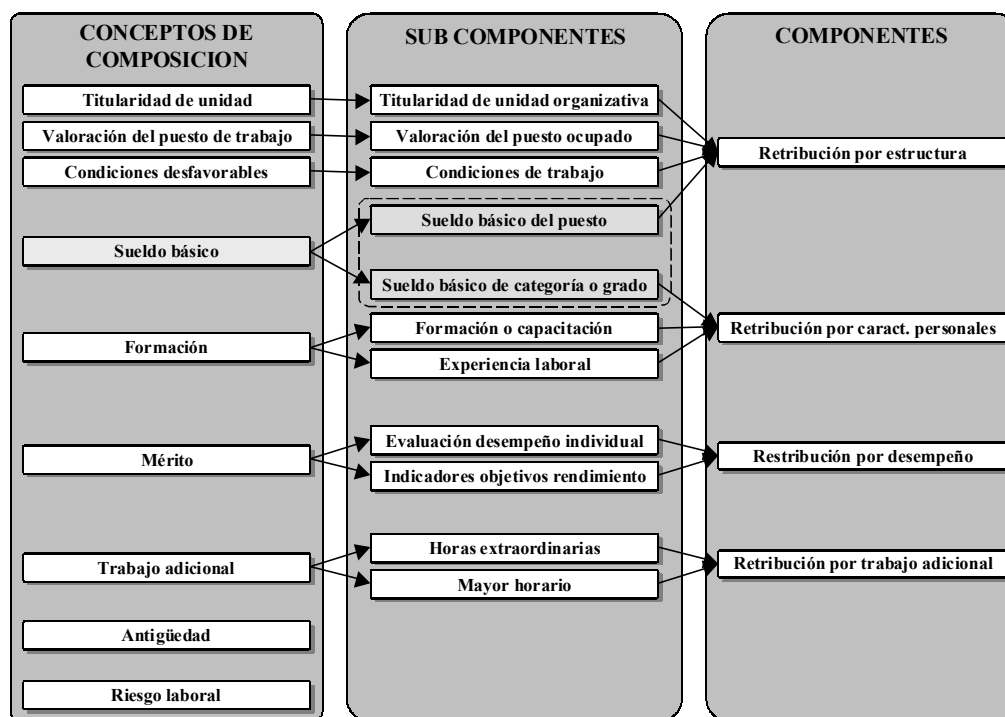 CONCEPTOS DE
COMPOSICION
Titularidad de unidad
Valoración del puesto de trabajo
Condiciones desfavorables
Sueldo básico
Formación
Mérito
Trabajo adicional
Antigüedad
Riesgo laboral
SUB COMPONENTES
Titularidad de unidad organizativa
Valoración del puesto ocupado
Condiciones de trabajo
Sueldo básico del puesto
Sueldo básico de categoría o grado
Formación o capacitación
Experiencia laboral
Evaluación desempeño individual
Indicadores objetivos rendimiento
Horas extraordinarias
Mayor horario
COMPONENTES
Retribución por estructura
Retribución por caract. personales
Restribución por desempeño
Retribución por trabajo adicional